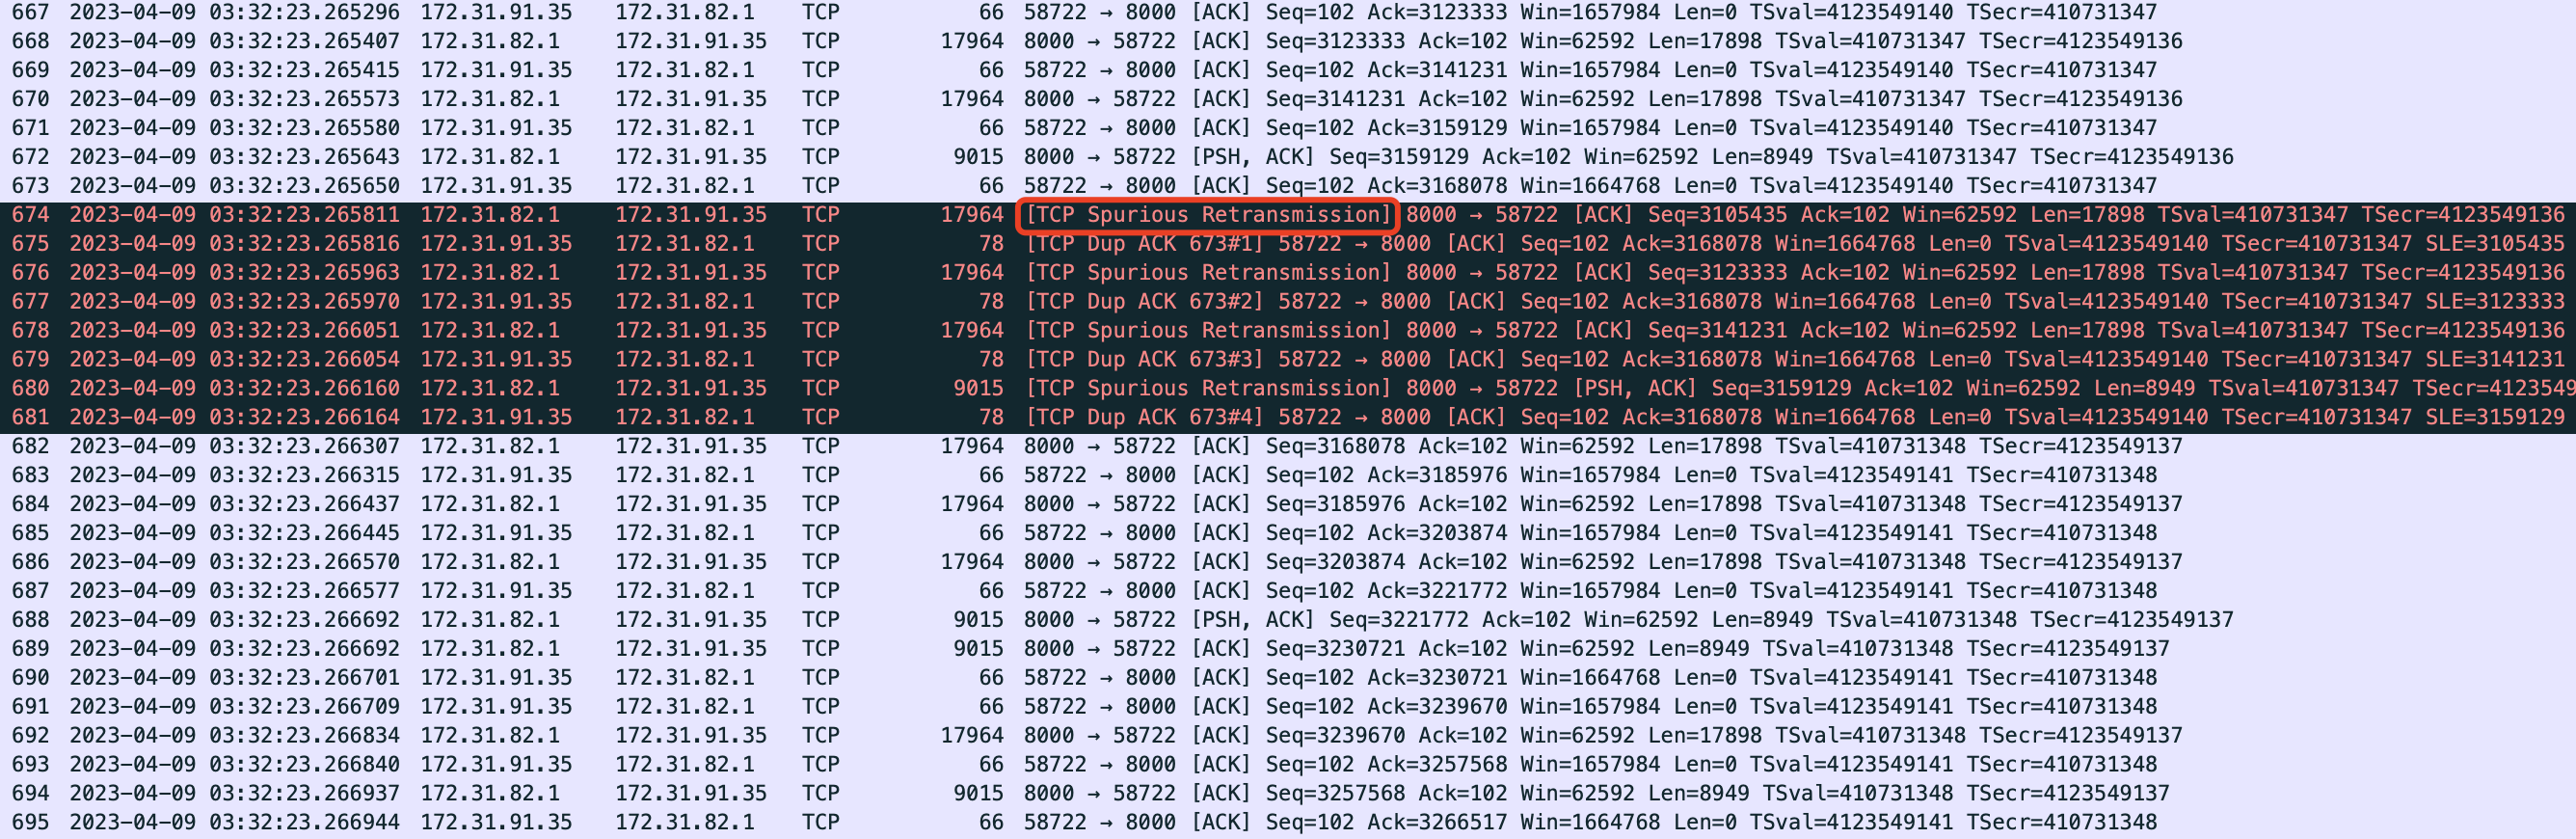 667 2023-04-09 03:32:23.265296 172.31.91.35 172.31.82.1 TCP 66 58722 → 8000 [ACK] Seq=102 Ack=3123333 Win=1657984 Len=0 TSval=4123549140 TSecr=410731347
668 2023-04-09 03:32:23.265407 172.31.82.1 172.31.91.35 TCP 17964 8000 → 58722 [ACK] Seq=3123333 Ack=102 Win=62592 Len=17898 TSval=410731347 TSecr=4123549136
669 2023-04-09 03:32:23.265415 172.31.91.35 172.31.82.1 TCP 66 58722 → 8000 [ACK] Seq=102 Ack=3141231 Win=1657984 Len=0 TSval=4123549140 TSecr=410731347
670 2023-04-09 03:32:23.265573 172.31.82.1 172.31.91.35 TCP 17964 8000 → 58722 [ACK] Seq=3141231 Ack=102 Win=62592 Len=17898 TSval=410731347 TSecr=4123549136
671 2023-04-09 03:32:23.265580 172.31.91.35 172.31.82.1 TCP 66 58722 → 8000 [ACK] Seq=102 Ack=3159129 Win=1657984 Len=0 TSval=4123549140 TSecr=410731347
672 2023-04-09 03:32:23.265643 172.31.82.1 172.31.91.35 TCP 9015 8000 → 58722 [PSH, ACK] Seq=3159129 Ack=102 Win=62592 Len=8949 TSval=410731347 TSecr=4123549136
673 2023-04-09 03:32:23.265650 172.31.91.35 172.31.82.1 TCP 66 58722 → 8000 [ACK] Seq=102 Ack=3168078 Win=1664768 Len=0 TSval=4123549140 TSecr=410731347
674 2023-04-09 03:32:23.265811 172.31.82.1 172.31.91.35 TCP 17964 [TCP Spurious Retransmission] 8000 → 58722 [ACK] Seq=3105435 Ack=102 Win=62592 Len=17898 TSval=410731347 TSecr=4123549136
675 2023-04-09 03:32:23.265816 172.31.91.35 172.31.82.1 TCP 78 [TCP Dup ACK 673#1] 58722 → 8000 [ACK] Seq=102 Ack=3168078 Win=1664768 Len=0 TSval=4123549140 TSecr=410731347 SLE=3105435
676 2023-04-09 03:32:23.265963 172.31.82.1 172.31.91.35 TCP 17964 [TCP Spurious Retransmission] 8000 → 58722 [ACK] Seq=3123333 Ack=102 Win=62592 Len=17898 TSval=410731347 TSecr=4123549136
677 2023-04-09 03:32:23.265970 172.31.91.35 172.31.82.1 TCP 78 [TCP Dup ACK 673#2] 58722 → 8000 [ACK] Seq=102 Ack=3168078 Win=1664768 Len=0 TSval=4123549140 TSecr=410731347 SLE=3123333
678 2023-04-09 03:32:23.266051 172.31.82.1 172.31.91.35 TCP 17964 [TCP Spurious Retransmission] 8000 → 58722 [ACK] Seq=3141231 Ack=102 Win=62592 Len=17898 TSval=410731347 TSecr=4123549136
679 2023-04-09 03:32:23.266054 172.31.91.35 172.31.82.1 TCP 78 [TCP Dup ACK 673#3] 58722 → 8000 [ACK] Seq=102 Ack=3168078 Win=1664768 Len=0 TSval=4123549140 TSecr=410731347 SLE=3141231
680 2023-04-09 03:32:23.266160 172.31.82.1 172.31.91.35 TCP 9015 [TCP Spurious Retransmission] 8000 → 58722 [PSH, ACK] Seq=3159129 Ack=102 Win=62592 Len=8949 TSval=410731347 TSecr=4123549
681 2023-04-09 03:32:23.266164 172.31.91.35 172.31.82.1 TCP 78 [TCP Dup ACK 673#4] 58722 → 8000 [ACK] Seq=102 Ack=3168078 Win=1664768 Len=0 TSval=4123549140 TSecr=410731347 SLE=3159129
682 2023-04-09 03:32:23.266307 172.31.82.1 172.31.91.35 TCP 17964 8000 → 58722 [ACK] Seq=3168078 Ack=102 Win=62592 Len=17898 TSval=410731348 TSecr=4123549137
683 2023-04-09 03:32:23.266315 172.31.91.35 172.31.82.1 TCP 66 58722 → 8000 [ACK] Seq=102 Ack=3185976 Win=1657984 Len=0 TSval=4123549141 TSecr=410731348
684 2023-04-09 03:32:23.266437 172.31.82.1 172.31.91.35 TCP 17964 8000 → 58722 [ACK] Seq=3185976 Ack=102 Win=62592 Len=17898 TSval=410731348 TSecr=4123549137
685 2023-04-09 03:32:23.266445 172.31.91.35 172.31.82.1 TCP 66 58722 → 8000 [ACK] Seq=102 Ack=3203874 Win=1657984 Len=0 TSval=4123549141 TSecr=410731348
686 2023-04-09 03:32:23.266570 172.31.82.1 172.31.91.35 TCP 17964 8000 → 58722 [ACK] Seq=3203874 Ack=102 Win=62592 Len=17898 TSval=410731348 TSecr=4123549137
687 2023-04-09 03:32:23.266577 172.31.91.35 172.31.82.1 TCP 66 58722 → 8000 [ACK] Seq=102 Ack=3221772 Win=1657984 Len=0 TSval=4123549141 TSecr=410731348
688 2023-04-09 03:32:23.266692 172.31.82.1 172.31.91.35 TCP 9015 8000 → 58722 [PSH, ACK] Seq=3221772 Ack=102 Win=62592 Len=8949 TSval=410731348 TSecr=4123549137
689 2023-04-09 03:32:23.266692 172.31.82.1 172.31.91.35 TCP 9015 8000 → 58722 [ACK] Seq=3230721 Ack=102 Win=62592 Len=8949 TSval=410731348 TSecr=4123549137
690 2023-04-09 03:32:23.266701 172.31.91.35 172.31.82.1 TCP 66 58722 → 8000 [ACK] Seq=102 Ack=3230721 Win=1664768 Len=0 TSval=4123549141 TSecr=410731348
691 2023-04-09 03:32:23.266709 172.31.91.35 172.31.82.1 TCP 66 58722 → 8000 [ACK] Seq=102 Ack=3239670 Win=1657984 Len=0 TSval=4123549141 TSecr=410731348
692 2023-04-09 03:32:23.266834 172.31.82.1 172.31.91.35 TCP 17964 8000 → 58722 [ACK] Seq=3239670 Ack=102 Win=62592 Len=17898 TSval=410731348 TSecr=4123549137
693 2023-04-09 03:32:23.266840 172.31.91.35 172.31.82.1 TCP 66 58722 → 8000 [ACK] Seq=102 Ack=3257568 Win=1657984 Len=0 TSval=4123549141 TSecr=410731348
694 2023-04-09 03:32:23.266937 172.31.82.1 172.31.91.35 TCP 9015 8000 → 58722 [ACK] Seq=3257568 Ack=102 Win=62592 Len=8949 TSval=410731348 TSecr=4123549137
695 2023-04-09 03:32:23.266944 172.31.91.35 172.31.82.1 TCP 66 58722 → 8000 [ACK] Seq=102 Ack=3266517 Win=1664768 Len=0 TSval=4123549141 TSecr=410731348